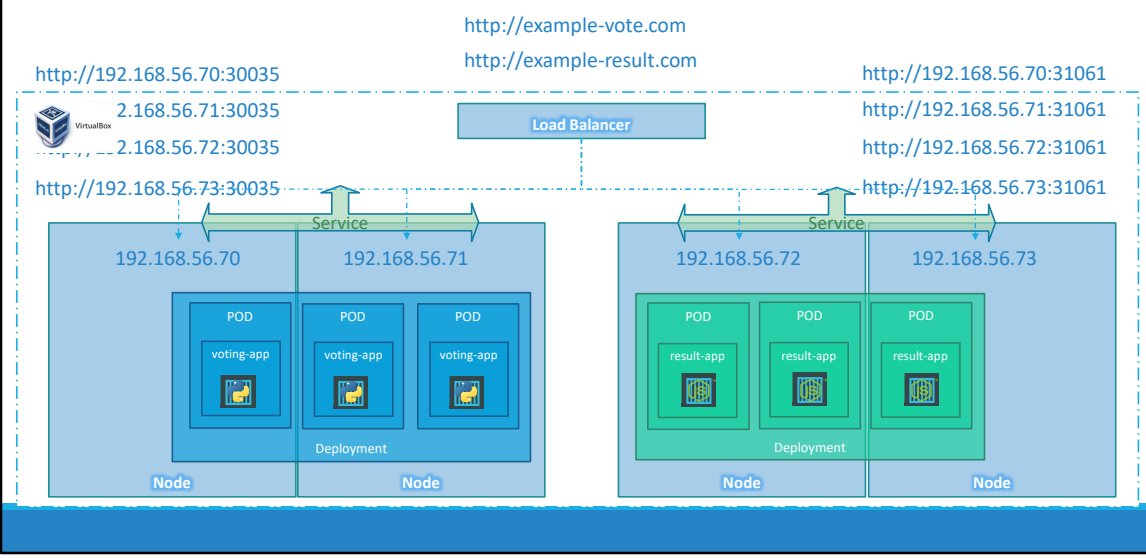 http://example-vote.com
http://example-result.com
http://192.168.56.70:30035
http://192.168.56.70:31061
VirtualBox
2.168.56.71:30035
http://192.168.56.71:31061
Load Balancer
2.168.56.72:30035
http://192.168.56.72:31061
http://192.168.56.73:30035
http://192.168.56.73:31061
Service
Service
192.168.56.70
192.168.56.71
192.168.56.72
192.168.56.73
POD
POD
POD
POD
POD
POD
voting-app
voting-app
voting-app
result-app
result-app
result-app
Deployment
Deployment
Node
Node
Node
Node